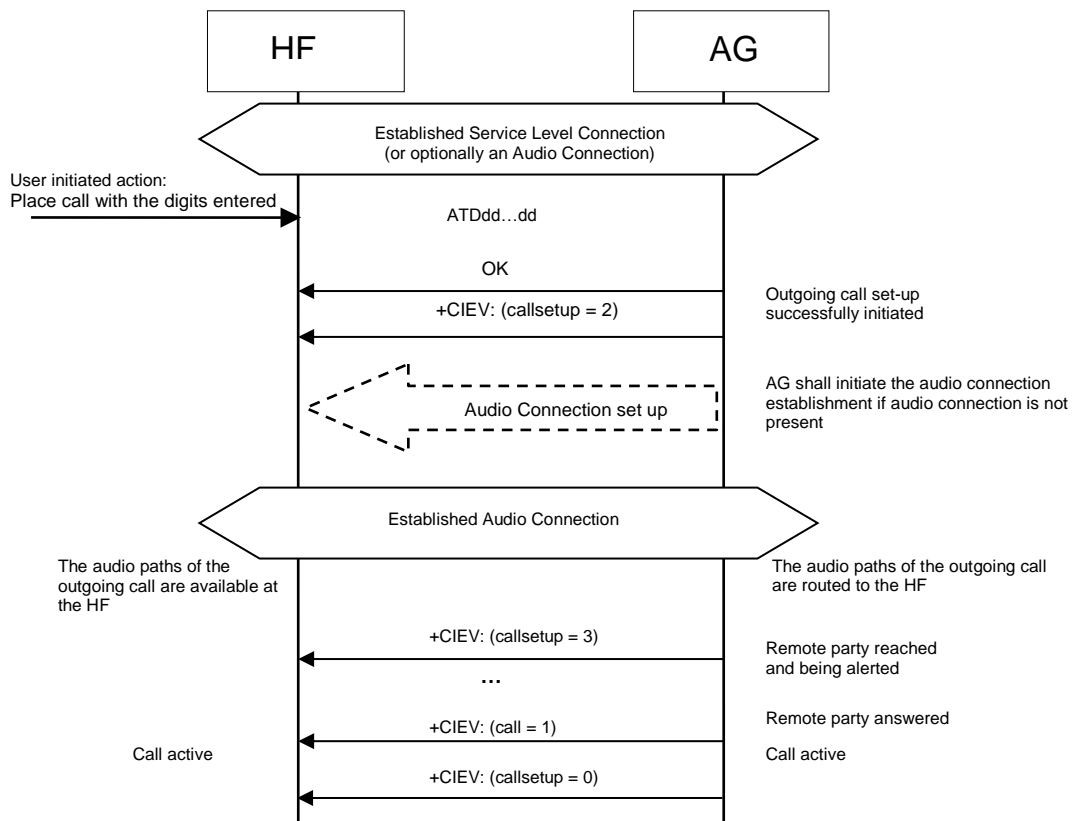 HF
AG
Established Service Level Connection
(or optionally an Audio Connection)
User initiated action:
Place call with the digits entered
ATDdd…dd
OK
+CIEV: (callsetup = 2)
Outgoing call set-up
successfully initiated
Audio Connection set up
AG shall initiate the audio connection
establishment if audio connection is not
present
Established Audio Connection
The audio paths of the
outgoing call are available at
the HF
The audio paths of the outgoing call
are routed to the HF
+CIEV: (callsetup = 3)
Remote party reached
and being alerted
…
+CIEV: (call = 1)
Remote party answered
Call active
Call active
+CIEV: (callsetup = 0)